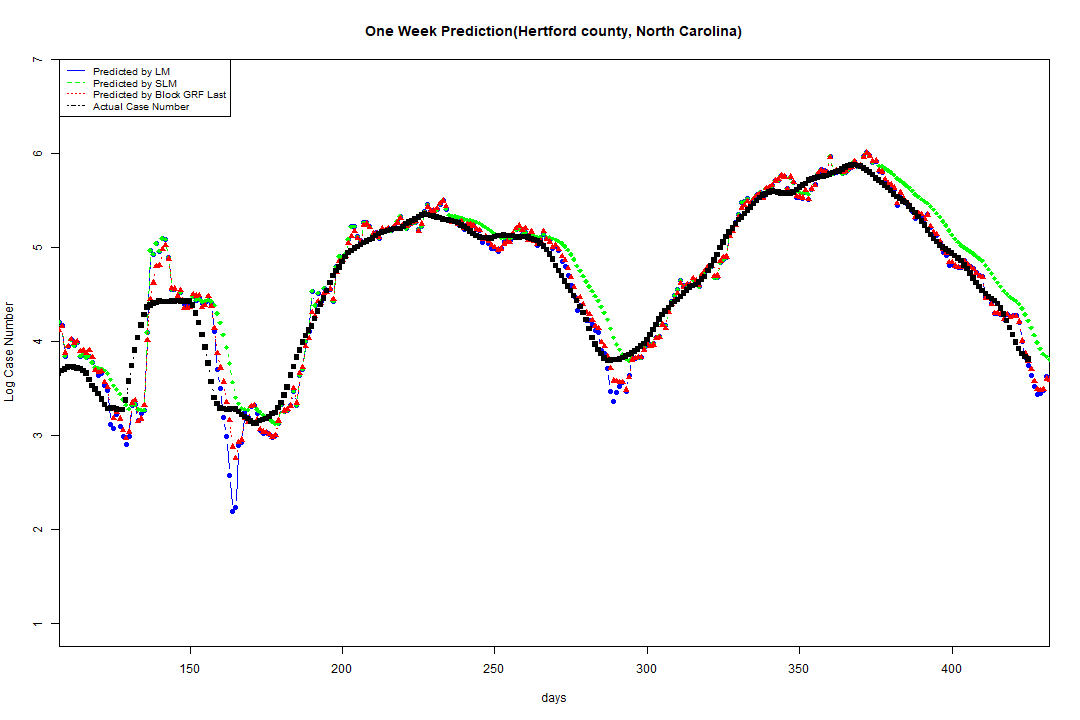 One Week Prediction(Hertford county, North Carolina)
Predicted by LM
Predicted by SLM
Predicted by Block GRF Last
Actual Case Number
7
6
5
4
3
2
1
Log Case Number
150 200 250 300 350 400
days